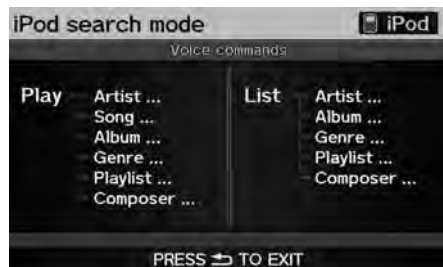 iPod search mode iPod
Voice commands
Play Artist ... List Artist ...
Song ... Album ...
Album ... Genre ...
Genre ... Playlist ...
Playlist ... Composer ...
Composer ...
PRESS TO EXIT